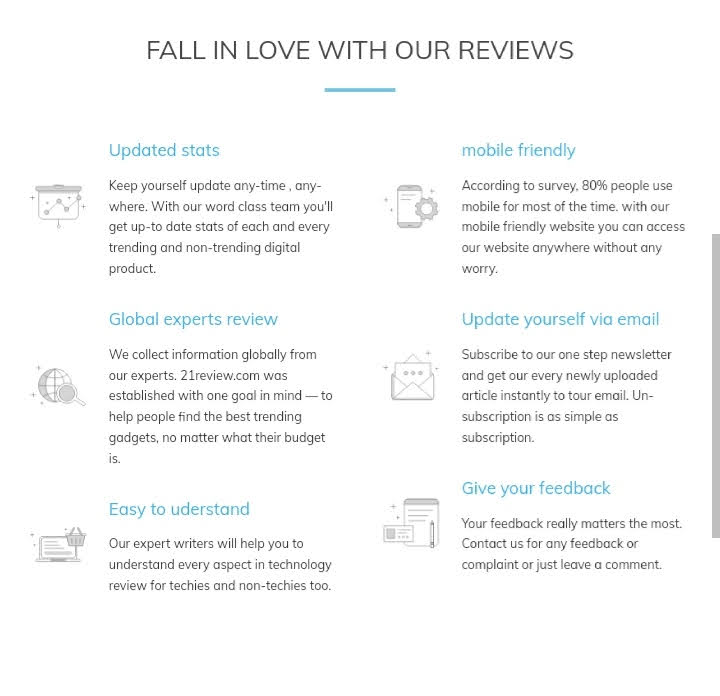 FALL IN LOVE WITH OUR REVIEWS
Updated stats
Keep yourself update any-time , any-
where. With our word class team you'll
get up-to date stats of each and every
trending and non-trending digital
product.
Global experts review
We collect information globally from
our experts. 21review.com was
established with one goal in mind — to
help people find the best trending
gadgets, no matter what their budget
is.
Easy to uderstand
Our expert writers will help you to
understand every aspect in technology
review for techies and non-techies too.
mobile friendly
According to survey, 80% people use
mobile for most of the time. with our
mobile friendly website you can access
our website anywhere without any
worry.
Update yourself via email
Subscribe to our one step newsletter
and get our every newly uploaded
article instantly to tour email. Un-
subscription is as simple as
subscription.
Give your feedback
Your feedback really matters the most.
Contact us for any feedback or
complaint or just leave a comment.